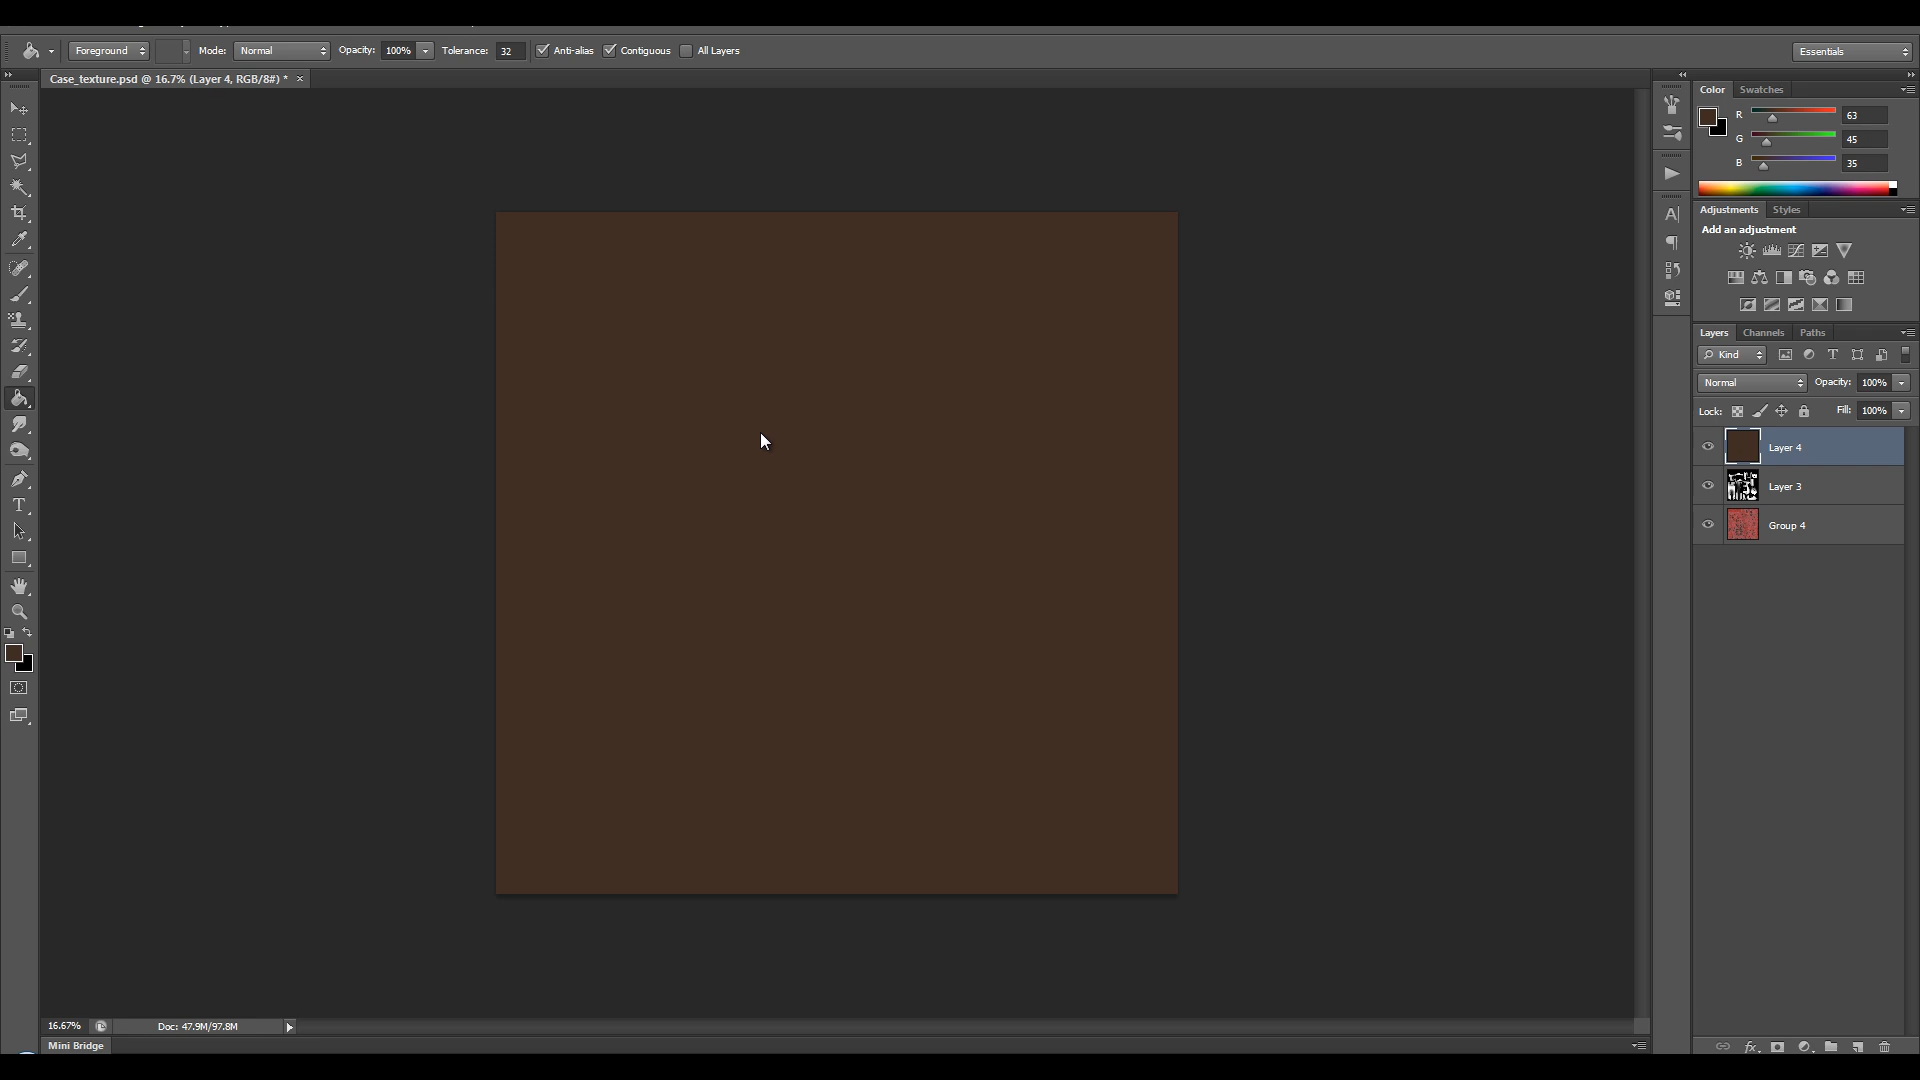 Foreground Mode: Normal Opacity: 100% Tolerance: 32 Anti-alias Contiguous All Layers Essentials
Case_texture.psd @ 16.7% (Layer 4, RGB/8#) * ×
Color Swatches
R 63
G 45
B 35
Adjustments Styles
Add an adjustment
Layers Channels Paths
Kind
Normal Opacity: 100%
Lock: Fill: 100%
Layer 4
Layer 3
Group 4
16.67% Doc: 47.9M/97.8M
Mini Bridge